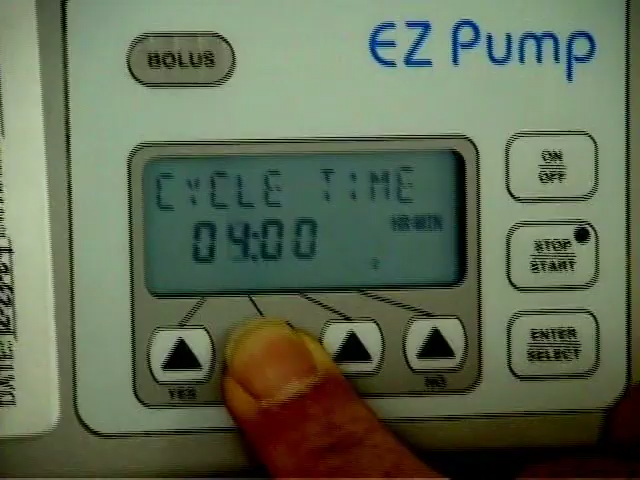 EZ Pump
BOLUS
CYCLE TIME
04:00
HR:MIN
ON
OFF
STOP
START
ENTER
SELECT
YES
NO